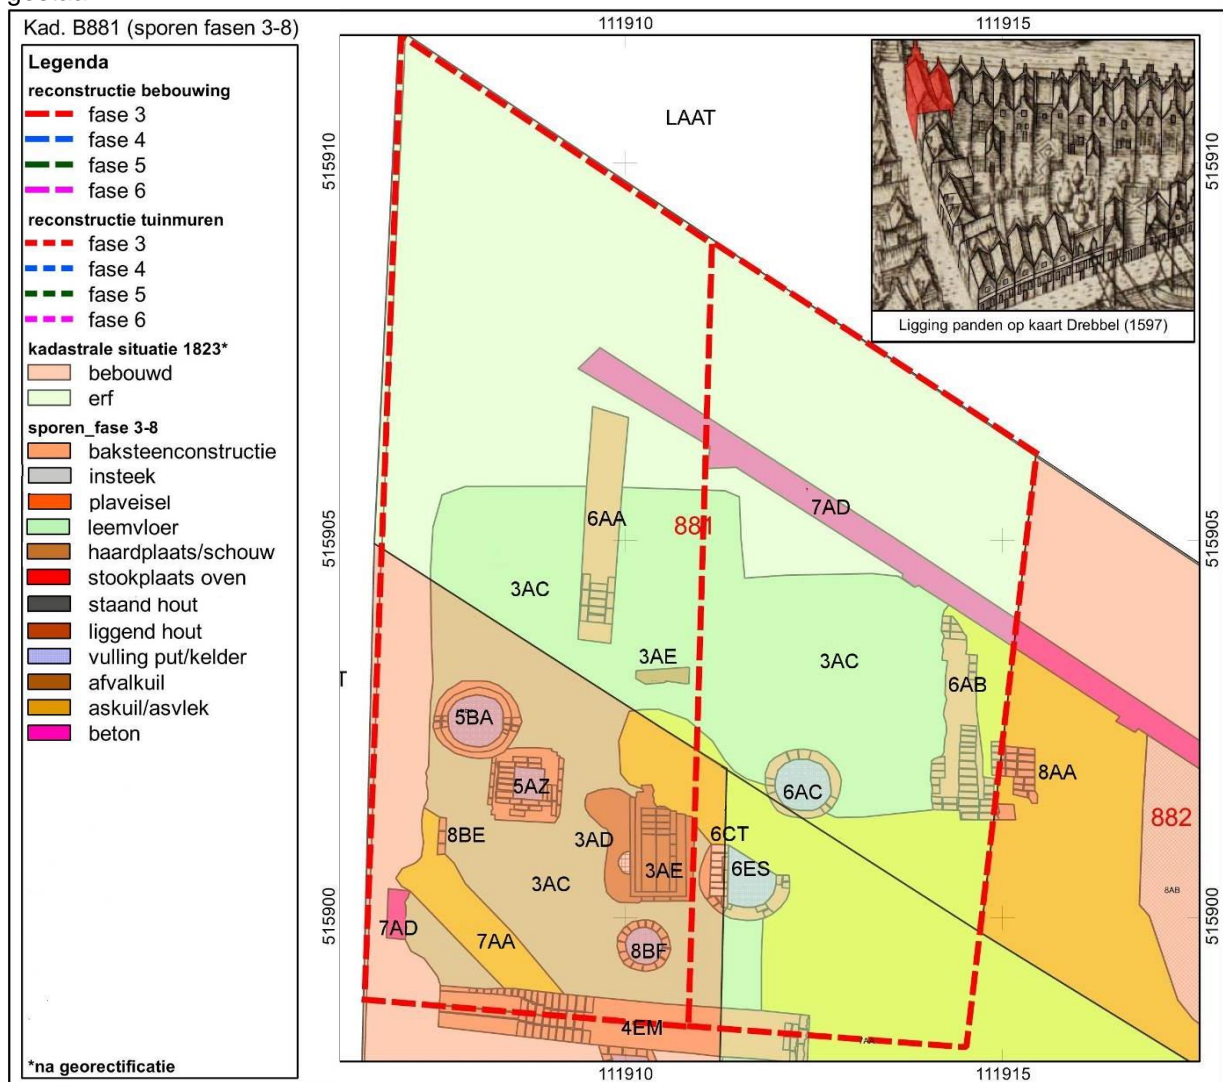 Kad. B881 (sporen fasen 3-8)
Legenda
reconstructie bebouwing
fase 3
fase 4
fase 5
fase 6
reconstructie tuinmuren
fase 3
fase 4
fase 5
fase 6
kadastrale situatie 1823*
bebouwd
erf
sporen_fase 3-8
baksteenconstructie
insteek
plaveisel
leemvloer
haardplaats/schouw
stookplaats oven
staand hout
liggend hout
vulling put/kelder
afvalkuil
askuil/asvlek
beton
*na georectificatie
111910
111915
515910
515910
LAAT
Ligging panden op kaart Drebbel (1597)
6AA
881
7AD
515905
515905
3AC
3AE
3AC
6AB
T
5BA
5AZ
6AC
8AA
882
8BE
3AD
6CT
3AE
6ES
3AC
8AB
515900
515900
7AD
7AA
8BF
4EM
7AA
111910
111915